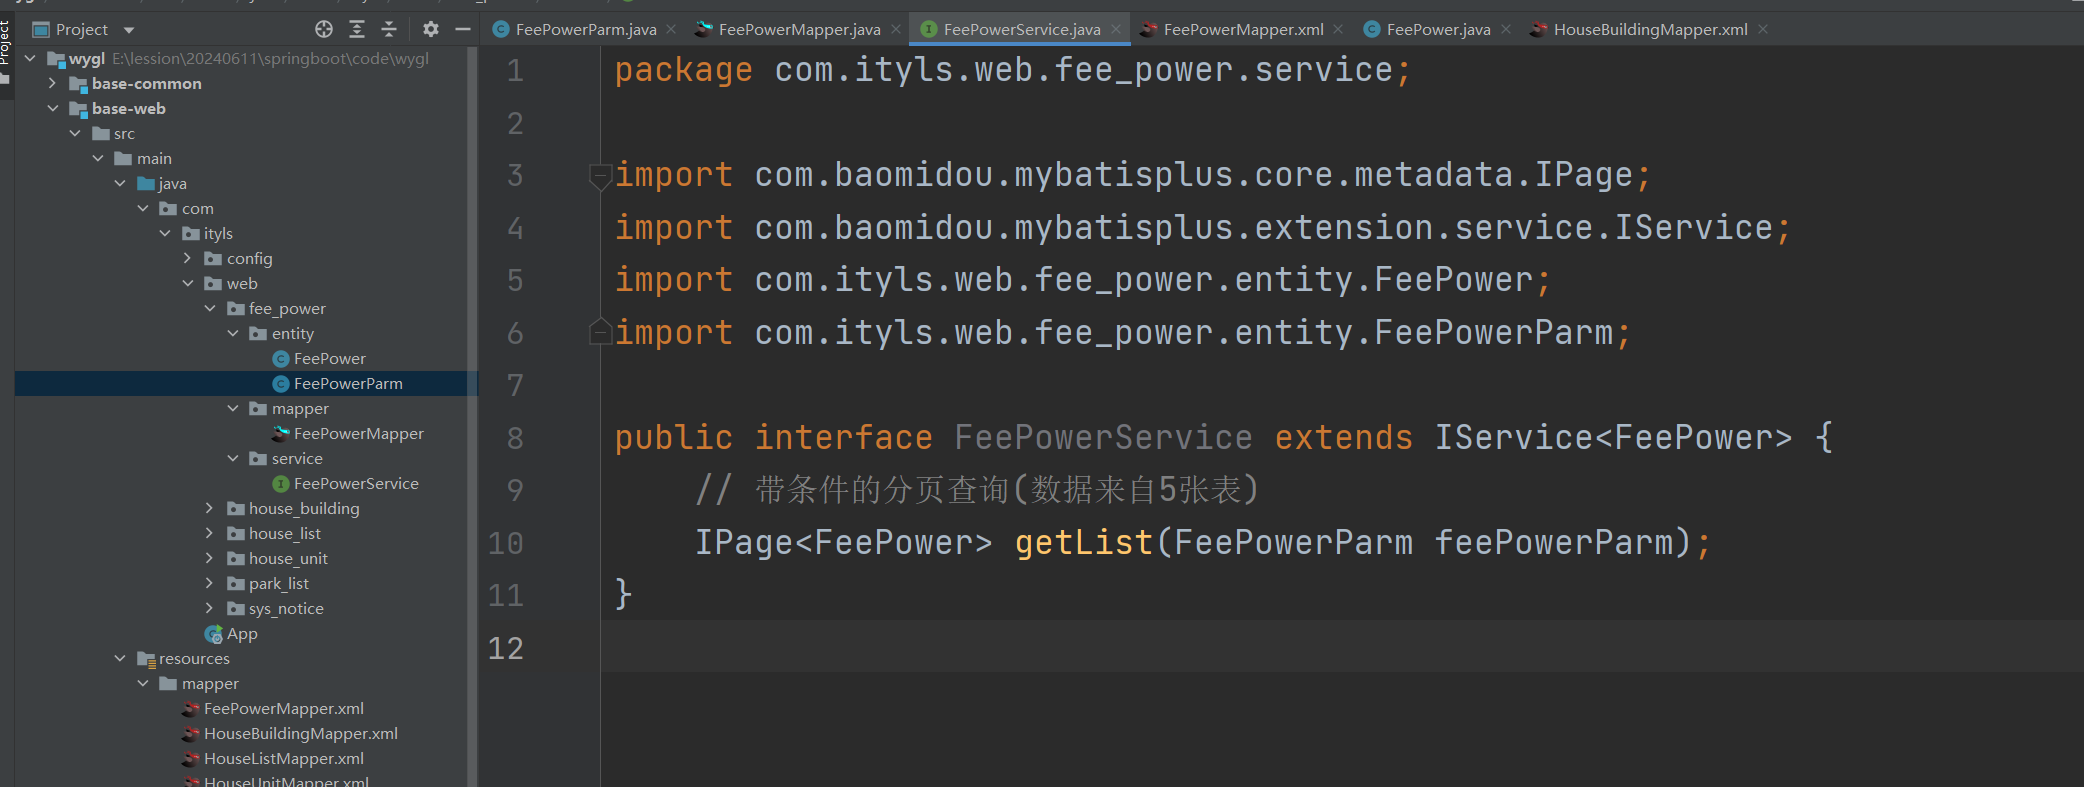 Project
Project
wygl E:\lession\20240611\springboot\code\wygl
base-common
base-web
src
main
java
com
ityls
config
web
fee_power
entity
FeePower
FeePowerParm
mapper
FeePowerMapper
service
FeePowerService
house_building
house_list
house_unit
park_list
sys_notice
App
resources
mapper
FeePowerMapper.xml
HouseBuildingMapper.xml
HouseListMapper.xml
HouseUnitMapper.xml
FeePowerParm.java FeePowerMapper.java FeePowerService.java FeePowerMapper.xml FeePower.java HouseBuildingMapper.xml
1 package com.ityls.web.fee_power.service;
2
3 import com.baomidou.mybatisplus.core.metadata.IPage;
4 import com.baomidou.mybatisplus.extension.service.IService;
5 import com.ityls.web.fee_power.entity.FeePower;
6 import com.ityls.web.fee_power.entity.FeePowerParm;
7
8 public interface FeePowerService extends IService<FeePower> {
9 // 带条件的分页查询(数据来自5张表)
10 IPage<FeePower> getList(FeePowerParm feePowerParm);
11 }
12